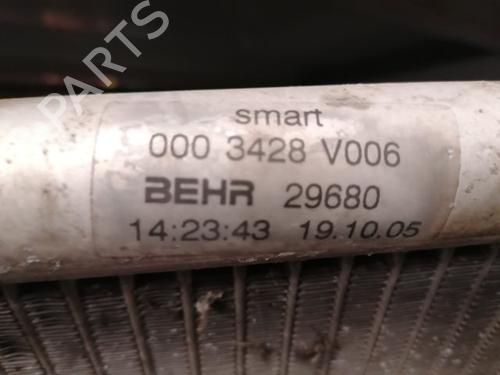 smart
000 3428 V006
BEHR 29680
14:23:43 19.10.05
B-PARTS